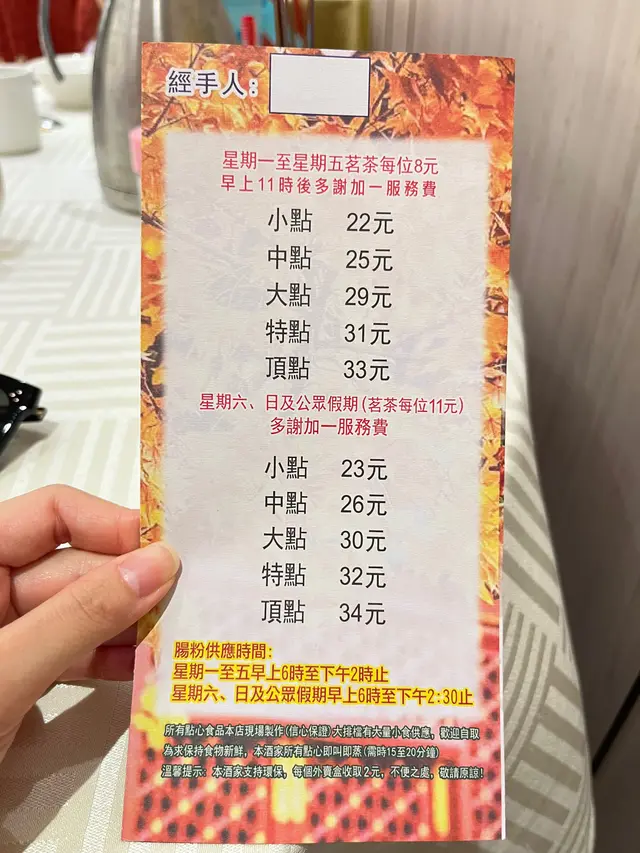 經手人:
星期一至星期五茗茶每位8元
早上11時後多謝加一服務費
小點 22元
中點 25元
大點 29元
特點 31元
頂點 33元
星期六、日及公眾假期(茗茶每位11元)
多謝加一服務費
小點 23元
中點 26元
大點 30元
特點 32元
頂點 34元
腸粉供應時間:
星期一至五早上6時至下午2時止
星期六、日及公眾假期早上6時至下午2:30止
所有點心食品本店現場製作(信心保證)大排檔有大量小食供應,歡迎自取
為求保持食物新鮮,本酒家所有點心即叫即蒸(需時15至20分鐘)
溫馨提示:本酒家支持環保,每個外賣盒收取2元,不便之處,敬請原諒!